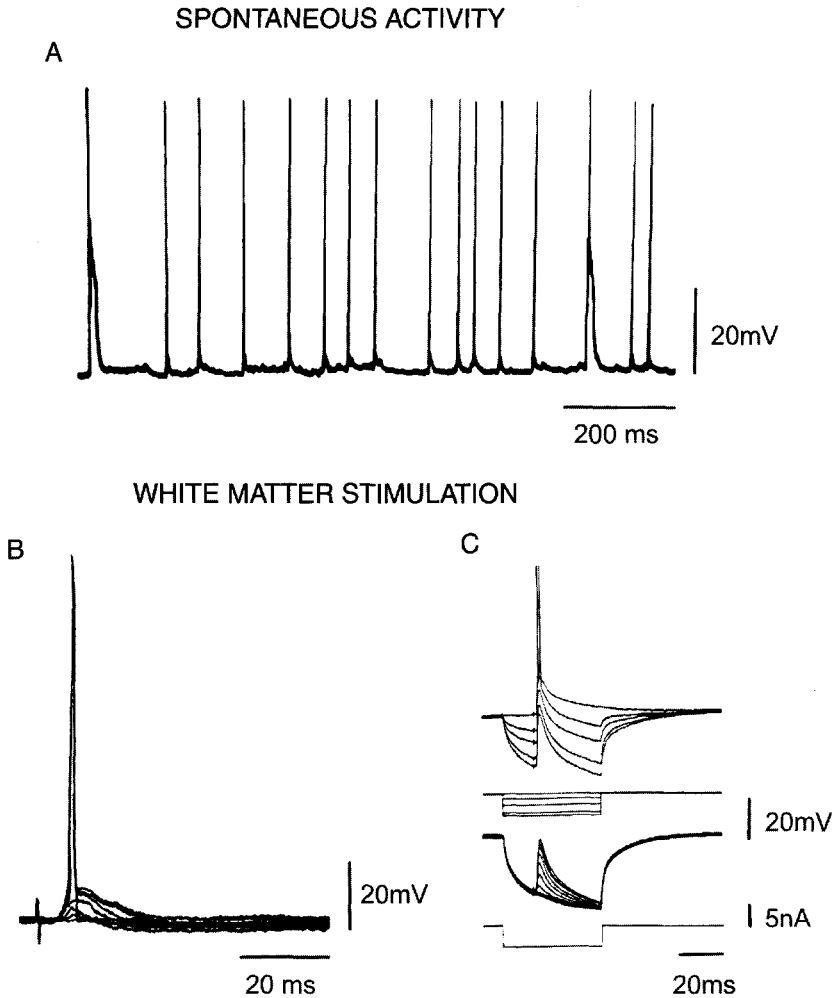 SPONTANEOUS ACTIVITY
A
20mV
200 ms
WHITE MATTER STIMULATION
B
C
20mV
20mV
5nA
20 ms
20ms